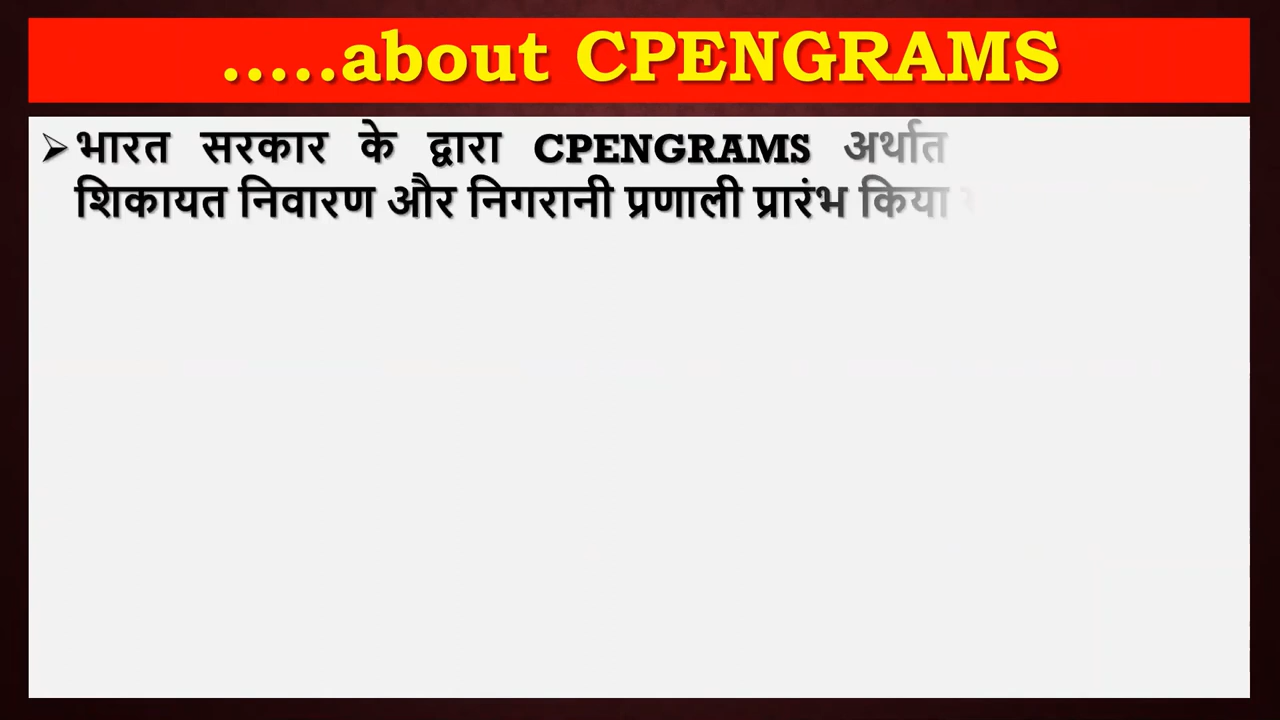 .....about CPENGRAMS
➢भारत सरकार के द्वारा CPENGRAMS अर्थात
शिकायत निवारण और निगरानी प्रणाली प्रारंभ किया